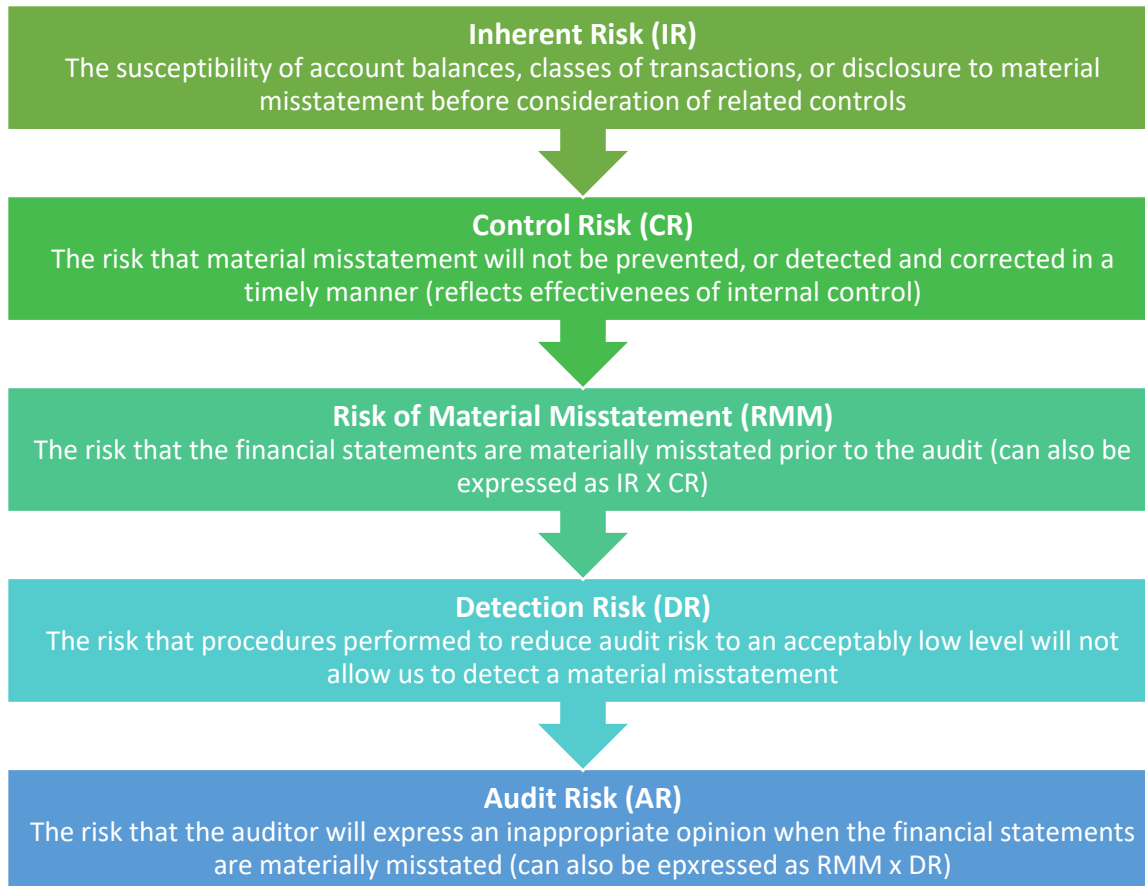 Inherent Risk (IR)
The susceptibility of account balances, classes of transactions, or disclosure to material
misstatement before consideration of related controls
Control Risk (CR)
The risk that material misstatement will not be prevented, or detected and corrected in a
timely manner (reflects effectivenees of internal control)
Risk of Material Misstatement (RMM)
The risk that the financial statements are materially misstated prior to the audit (can also be
expressed as IR X CR)
Detection Risk (DR)
The risk that procedures performed to reduce audit risk to an acceptably low level will not
allow us to detect a material misstatement
Audit Risk (AR)
The risk that the auditor will express an inappropriate opinion when the financial statements
are materially misstated (can also be epxressed as RMM x DR)